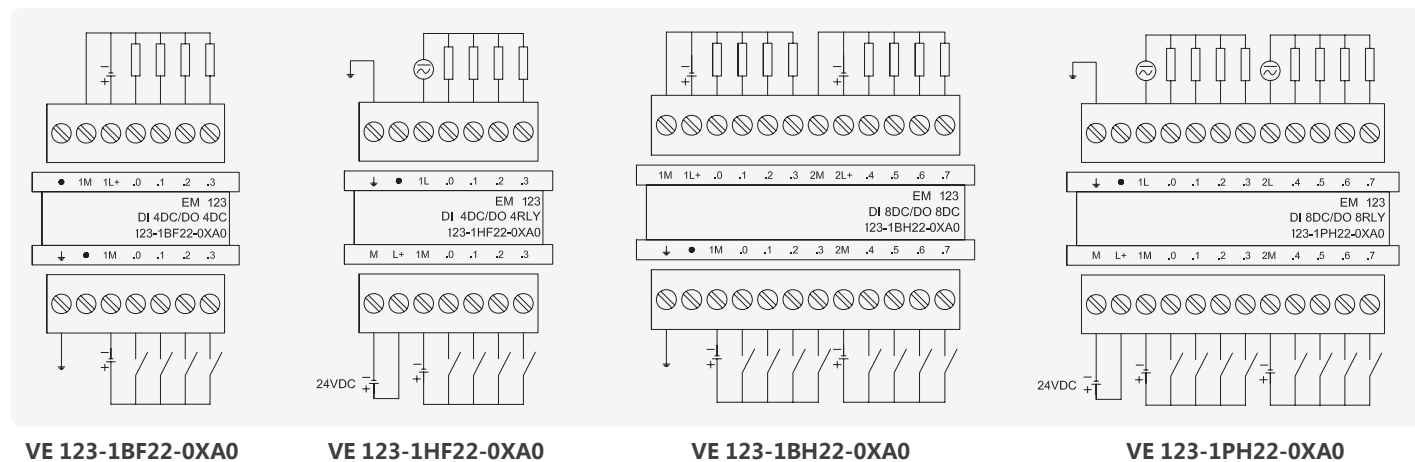 − +
● 1M 1L+ .0 .1 .2 .3
EM 123
DI 4DC/DO 4DC
123-1BF22-0XA0
● 1M .0 .1 .2 .3
− +
VE 123-1BF22-0XA0
● 1L .0 .1 .2 .3
EM 123
DI 4DC/DO 4RLY
123-1HF22-0XA0
M L+ 1M .0 .1 .2 .3
24VDC − +
− +
VE 123-1HF22-0XA0
− +
− +
1M 1L+ .0 .1 .2 .3 2M 2L+ .4 .5 .6 .7
EM 123
DI 8DC/DO 8DC
123-1BH22-0XA0
● 1M .0 .1 .2 .3 2M .4 .5 .6 .7
− +
− +
VE 123-1BH22-0XA0
● 1L .0 .1 .2 .3 2L .4 .5 .6 .7
EM 123
DI 8DC/DO 8RLY
123-1PH22-0XA0
M L+ 1M .0 .1 .2 .3 2M .4 .5 .6 .7
24VDC − +
− +
− +
VE 123-1PH22-0XA0